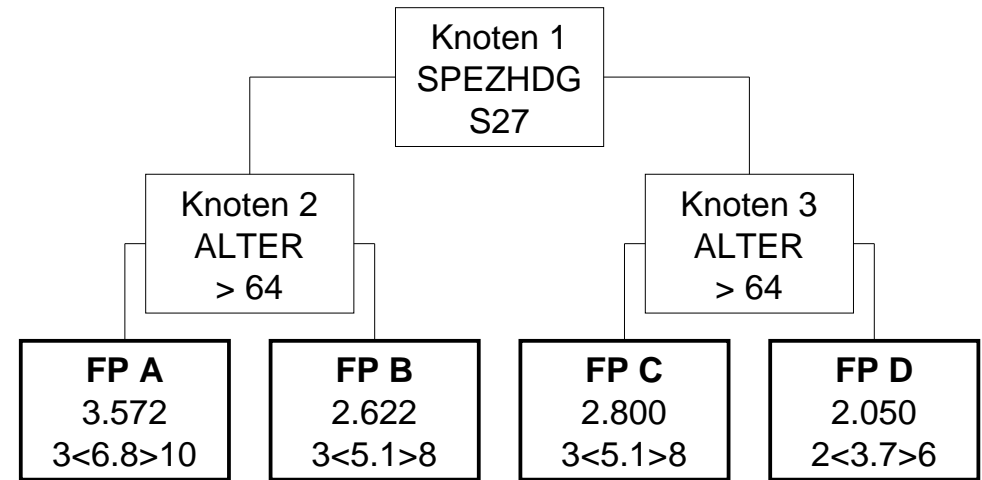 Knoten 1
SPEZHDG
S27
Knoten 2
ALTER
> 64
Knoten 3
ALTER
> 64
FP A
3.572
3<6.8>10
FP B
2.622
3<5.1>8
FP C
2.800
3<5.1>8
FP D
2.050
2<3.7>6